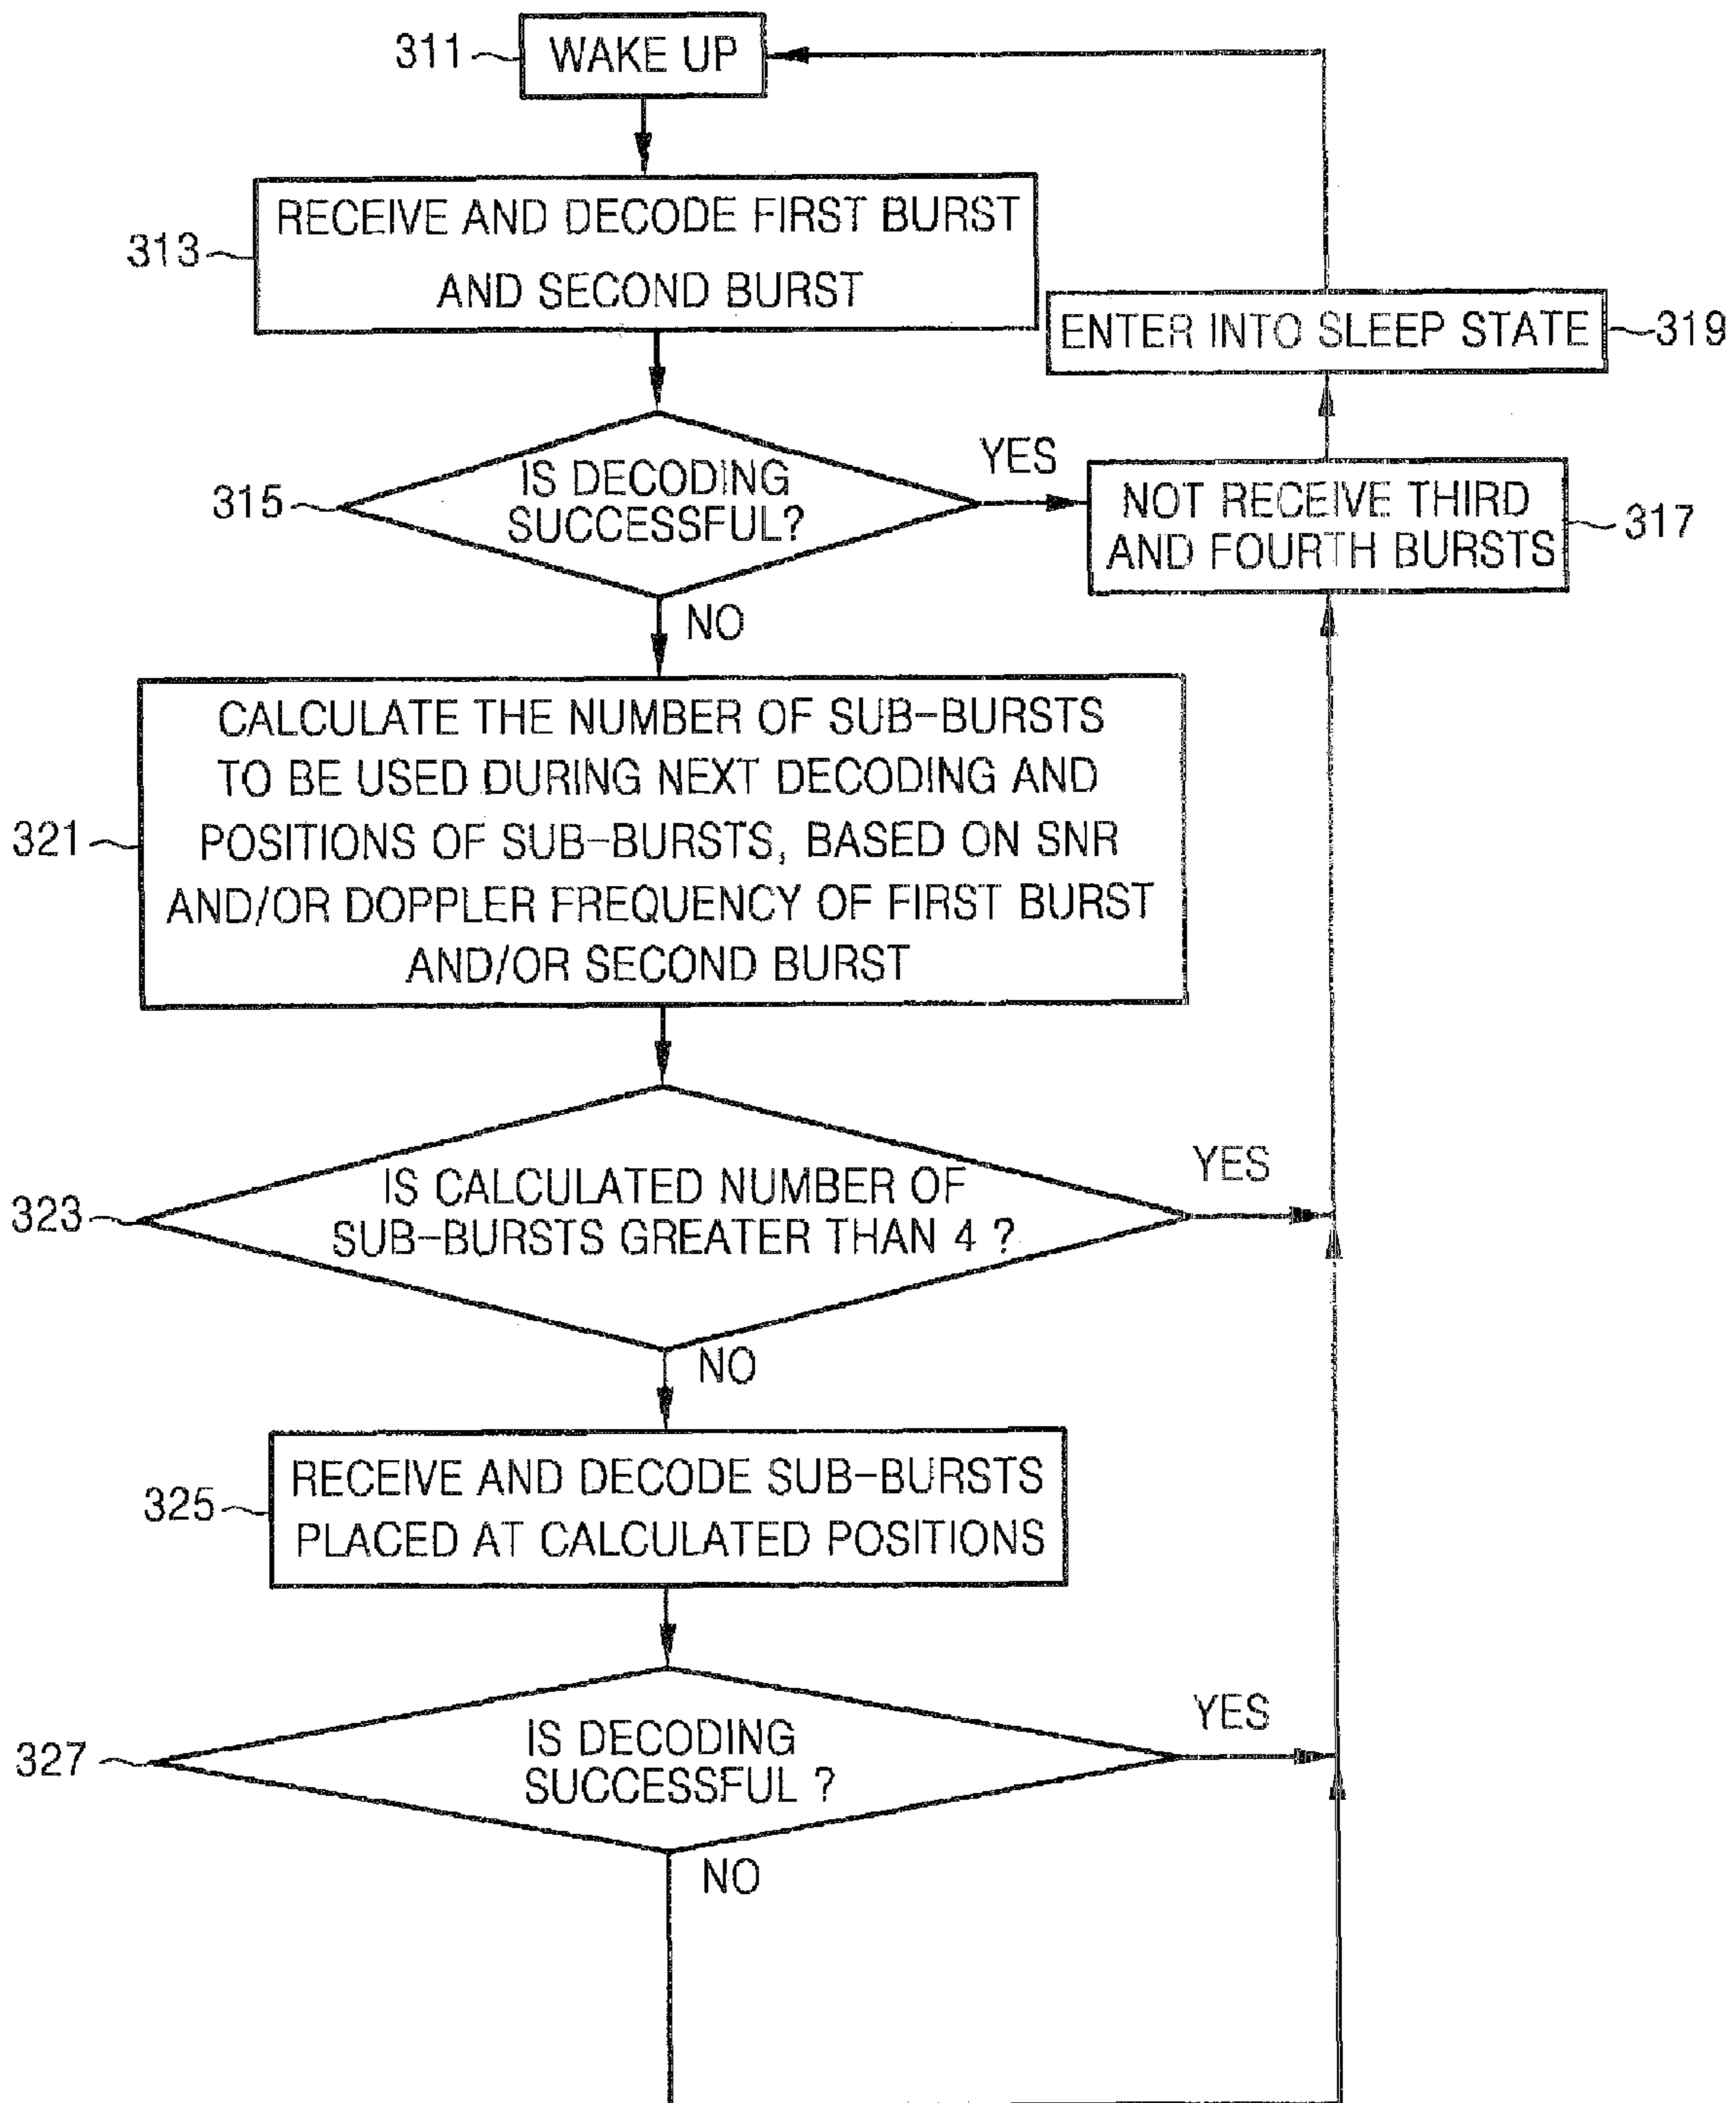 311
WAKE UP
313
RECEIVE AND DECODE FIRST BURST
AND SECOND BURST
ENTER INTO SLEEP STATE
319
315
IS DECODING
SUCCESSFUL?
YES
NOT RECEIVE THIRD
AND FOURTH BURSTS
317
NO
321
CALCULATE THE NUMBER OF SUB-BURSTS
TO BE USED DURING NEXT DECODING AND
POSITIONS OF SUB-BURSTS, BASED ON SNR
AND/OR DOPPLER FREQUENCY OF FIRST BURST
AND/OR SECOND BURST
323
IS CALCULATED NUMBER OF
SUB-BURSTS GREATER THAN 4 ?
YES
NO
325
RECEIVE AND DECODE SUB-BURSTS
PLACED AT CALCULATED POSITIONS
327
IS DECODING
SUCCESSFUL ?
YES
NO